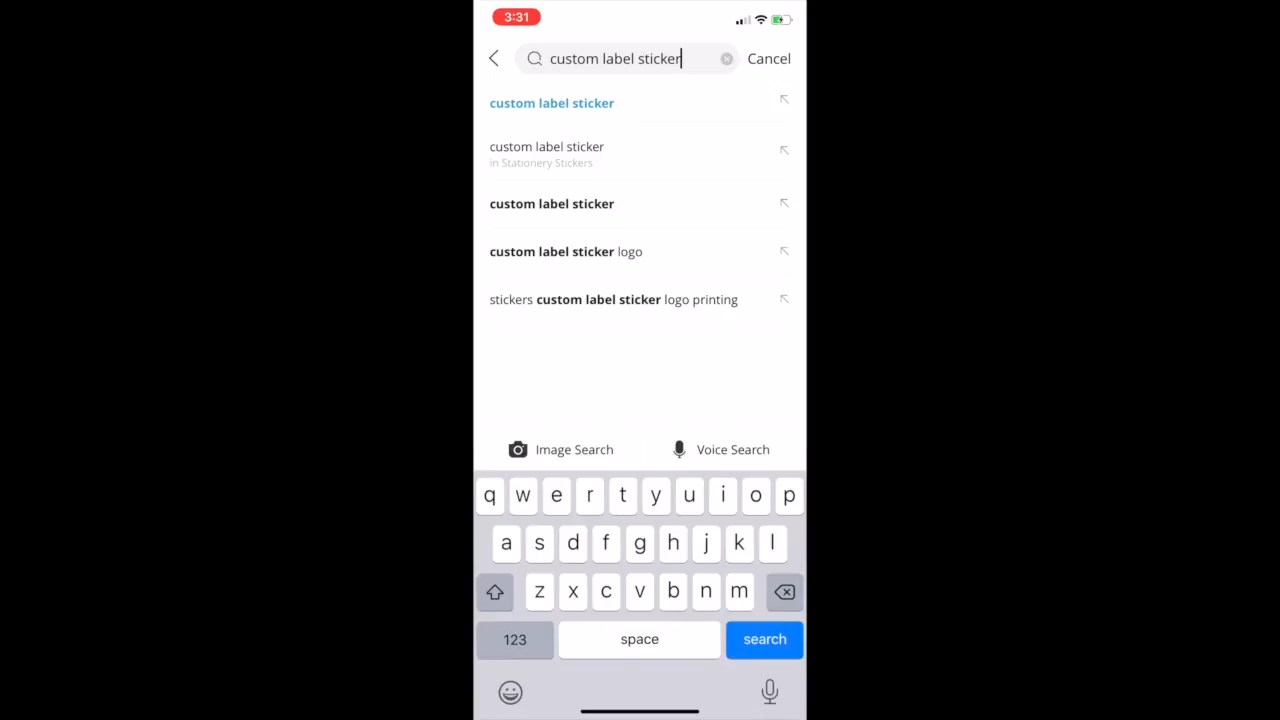 3:31
custom label sticker
Cancel
custom label sticker
custom label sticker
in Stationery Stickers
custom label sticker
custom label sticker logo
stickers custom label sticker logo printing
Image Search
Voice Search
q w e r t y u i o p
a s d f g h j k l
z x c v b n m
123 space search